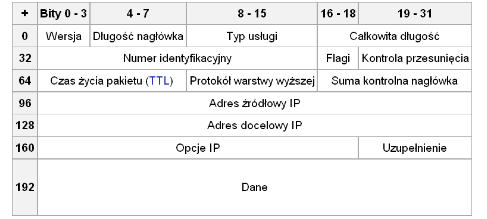 + Bity 0 - 3 4 - 7 8 - 15 16 - 18 19 - 31
0 Wersja Długość nagłówka Typ usługi Całkowita długość
32 Numer identyfikacyjny Flagi Kontrola przesunięcia
64 Czas życia pakietu (TTL) Protokół warstwy wyższej Suma kontrolna nagłówka
96 Adres źródłowy IP
128 Adres docelowy IP
160 Opcje IP Uzupełnienie
192 Dane